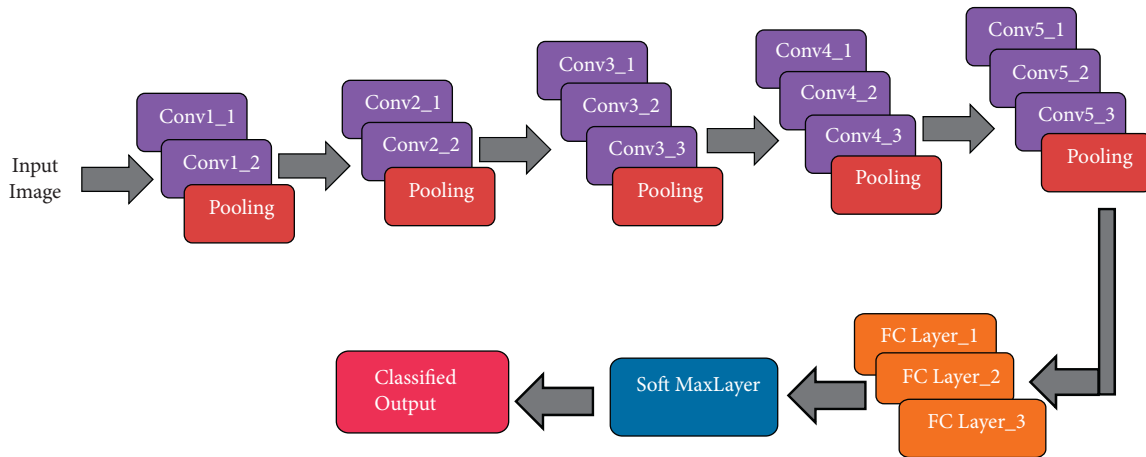 Input
Image
Conv1_1
Conv1_2
Pooling
Conv2_1
Conv2_2
Pooling
Conv3_1
Conv3_2
Conv3_3
Pooling
Conv4_1
Conv4_2
Conv4_3
Pooling
Conv5_1
Conv5_2
Conv5_3
Pooling
FC Layer_1
FC Layer_2
FC Layer_3
Soft MaxLayer
Classified
Output